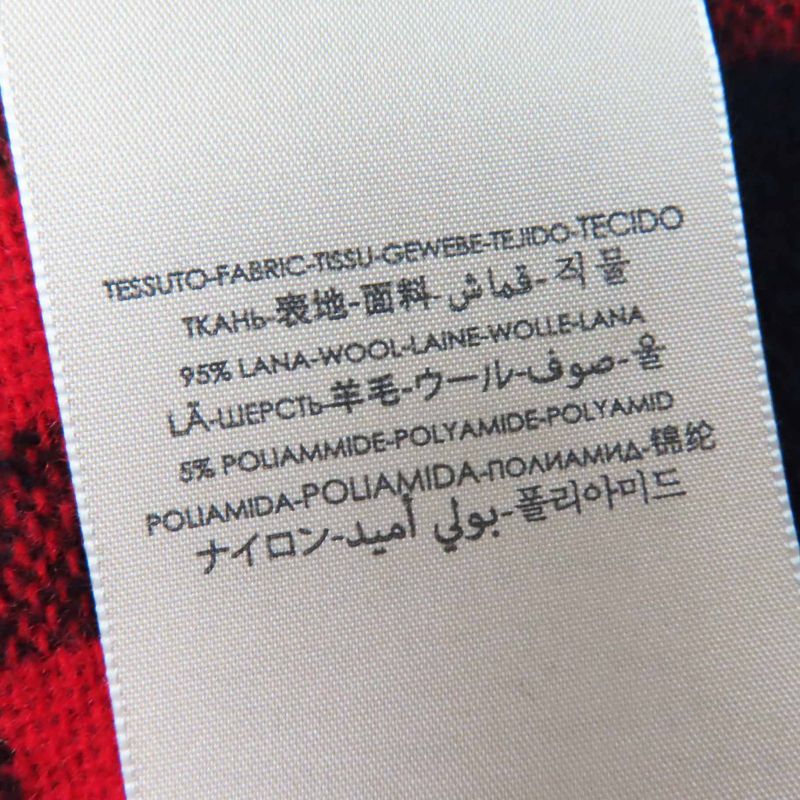 TESSUTO-FABRIC-TISSU-GEWEBE-TEJIDO-TECIDO
ТКАНЬ-表地-面料-قماش-직물
95% LANA-WOOL-LAINE-WOLLE-LANA
LÃ-ШЕРСТЬ-羊毛-ウール-صوف-울
5% POLIAMMIDE-POLYAMIDE-POLYAMID
POLIAMIDA-POLIAMIDA-ПОЛИАМИД-锦纶
ナイロン-بولي أميد-폴리아미드